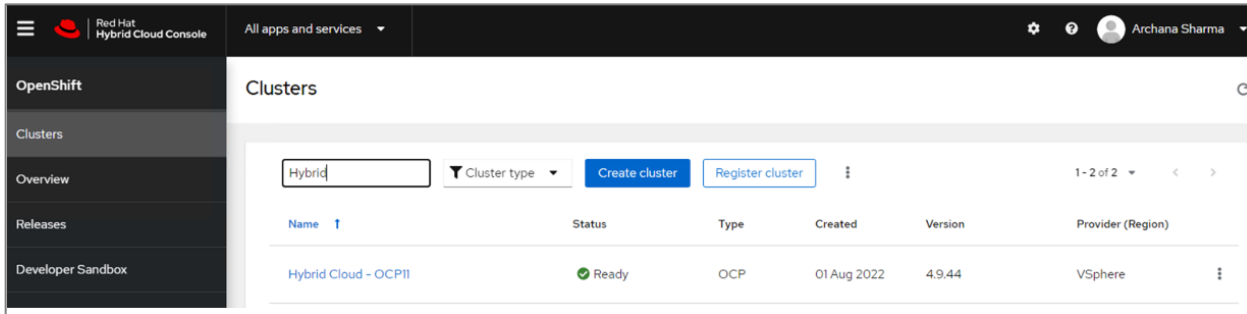 Red Hat
Hybrid Cloud Console
All apps and services
Archana Sharma
OpenShift
Clusters
Overview
Releases
Developer Sandbox
Clusters
Hybrid
Cluster type
Create cluster
Register cluster
1 - 2 of 2
Name Status Type Created Version Provider (Region)
Hybrid Cloud - OCP11 Ready OCP 01 Aug 2022 4.9.44 VSphere